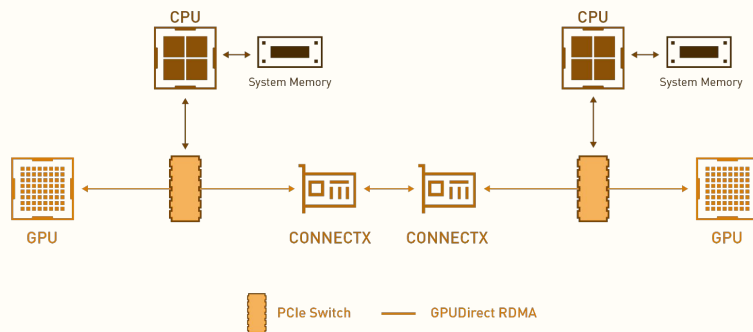 CPU
CPU
System Memory
System Memory
GPU
CONNECTX
CONNECTX
GPU
PCIe Switch
GPUDirect RDMA